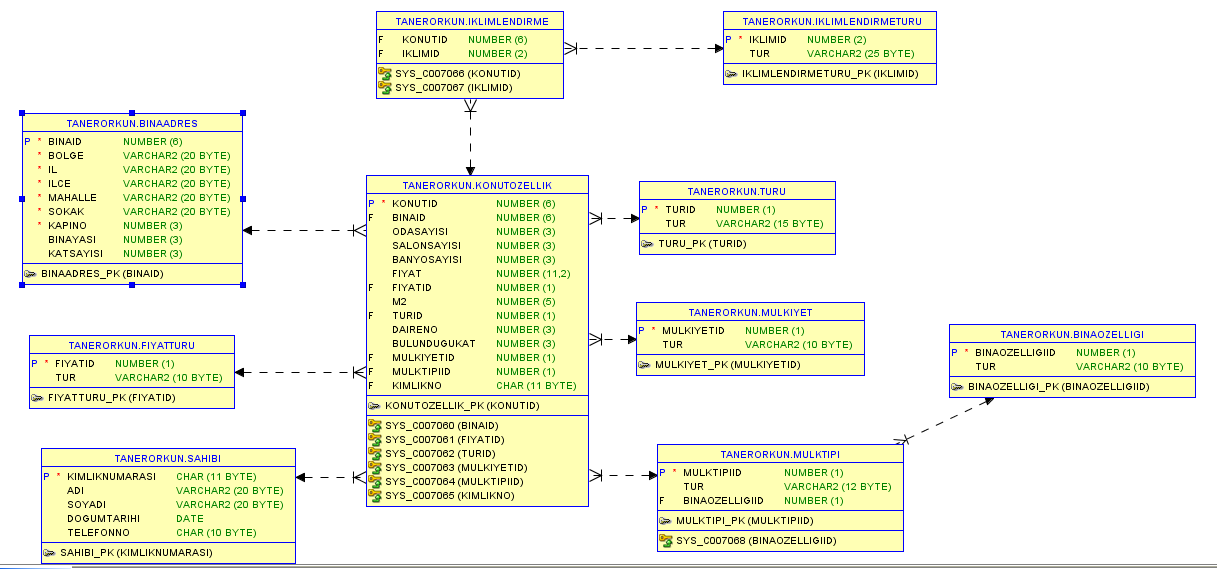 TANERORKUN.IKLIMLENDIRME
F KONUTID NUMBER (6)
F IKLIMID NUMBER (2)
SYS_C007066 (KONUTID)
SYS_C007067 (IKLIMID)
TANERORKUN.IKLIMLENDIRMETURU
P * IKLIMID NUMBER (2)
TUR VARCHAR2 (25 BYTE)
IKLIMLENDIRMETURU_PK (IKLIMID)
TANERORKUN.BINAADRES
P * BINAID NUMBER (6)
* BOLGE VARCHAR2 (20 BYTE)
* IL VARCHAR2 (20 BYTE)
* ILCE VARCHAR2 (20 BYTE)
* MAHALLE VARCHAR2 (20 BYTE)
* SOKAK VARCHAR2 (20 BYTE)
* KAPINO NUMBER (3)
BINAYASI NUMBER (3)
KATSAYISI NUMBER (3)
BINAADRES_PK (BINAID)
TANERORKUN.KONUTOZELLIK
P * KONUTID NUMBER (6)
F BINAID NUMBER (6)
ODASAYISI NUMBER (3)
SALONSAYISI NUMBER (3)
BANYOSAYISI NUMBER (3)
FIYAT NUMBER (11,2)
F FIYATID NUMBER (1)
M2 NUMBER (5)
F TURID NUMBER (1)
DAIRENO NUMBER (3)
BULUNDUGUKAT NUMBER (3)
F MULKIYETID NUMBER (1)
F MULKTIPIID NUMBER (1)
F KIMLIKNO CHAR (11 BYTE)
KONUTOZELLIK_PK (KONUTID)
SYS_C007060 (BINAID)
SYS_C007061 (FIYATID)
SYS_C007062 (TURID)
SYS_C007063 (MULKIYETID)
SYS_C007064 (MULKTIPIID)
SYS_C007065 (KIMLIKNO)
TANERORKUN.TURU
P * TURID NUMBER (1)
TUR VARCHAR2 (15 BYTE)
TURU_PK (TURID)
TANERORKUN.MULKIYET
P * MULKIYETID NUMBER (1)
TUR VARCHAR2 (10 BYTE)
MULKIYET_PK (MULKIYETID)
TANERORKUN.BINAOZELLIGI
P * BINAOZELLIGIID NUMBER (1)
TUR VARCHAR2 (10 BYTE)
BINAOZELLIGI_PK (BINAOZELLIGIID)
TANERORKUN.FIYATTURU
P * FIYATID NUMBER (1)
TUR VARCHAR2 (10 BYTE)
FIYATTURU_PK (FIYATID)
TANERORKUN.SAHIBI
P * KIMLIKNUMARASI CHAR (11 BYTE)
ADI VARCHAR2 (20 BYTE)
SOYADI VARCHAR2 (20 BYTE)
DOGUMTARIHI DATE
TELEFONNO CHAR (10 BYTE)
SAHIBI_PK (KIMLIKNUMARASI)
TANERORKUN.MULKTIPI
P * MULKTIPIID NUMBER (1)
TUR VARCHAR2 (12 BYTE)
F BINAOZELLIGIID NUMBER (1)
MULKTIPI_PK (MULKTIPIID)
SYS_C007068 (BINAOZELLIGIID)